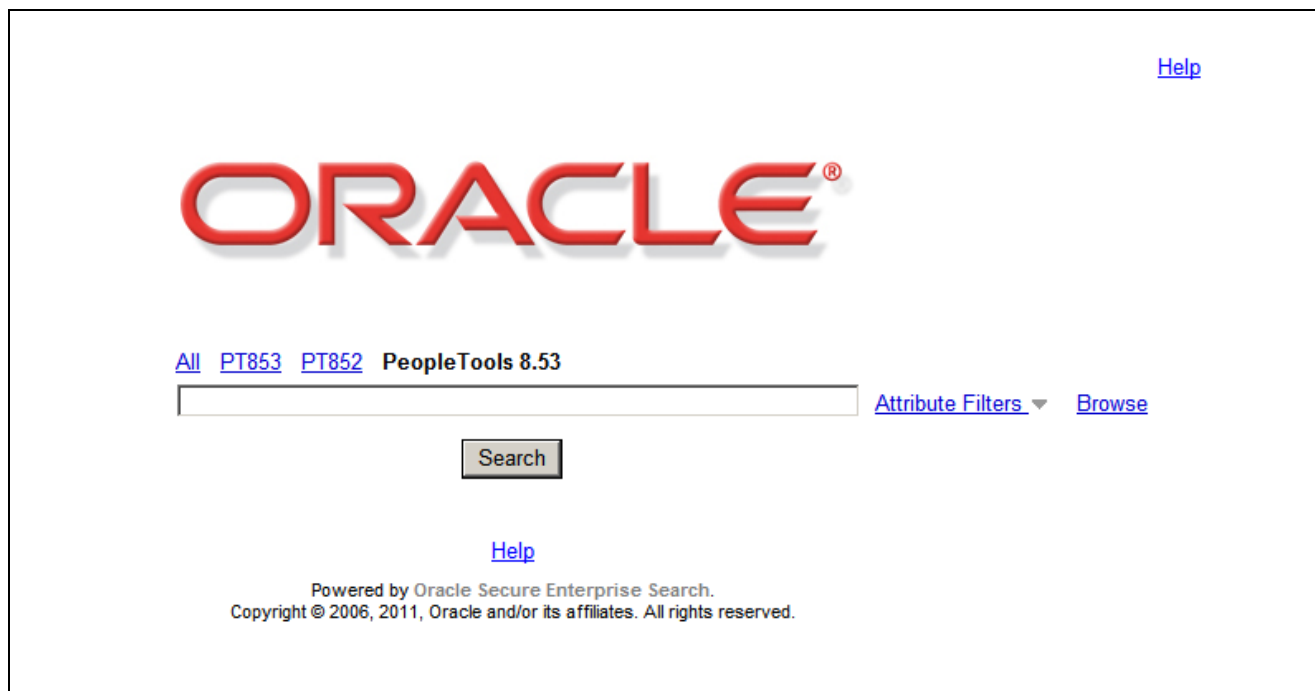 Help
ORACLE®
All PT853 PT852 PeopleTools 8.53
Attribute Filters Browse
Search
Help
Powered by Oracle Secure Enterprise Search.
Copyright © 2006, 2011, Oracle and/or its affiliates. All rights reserved.